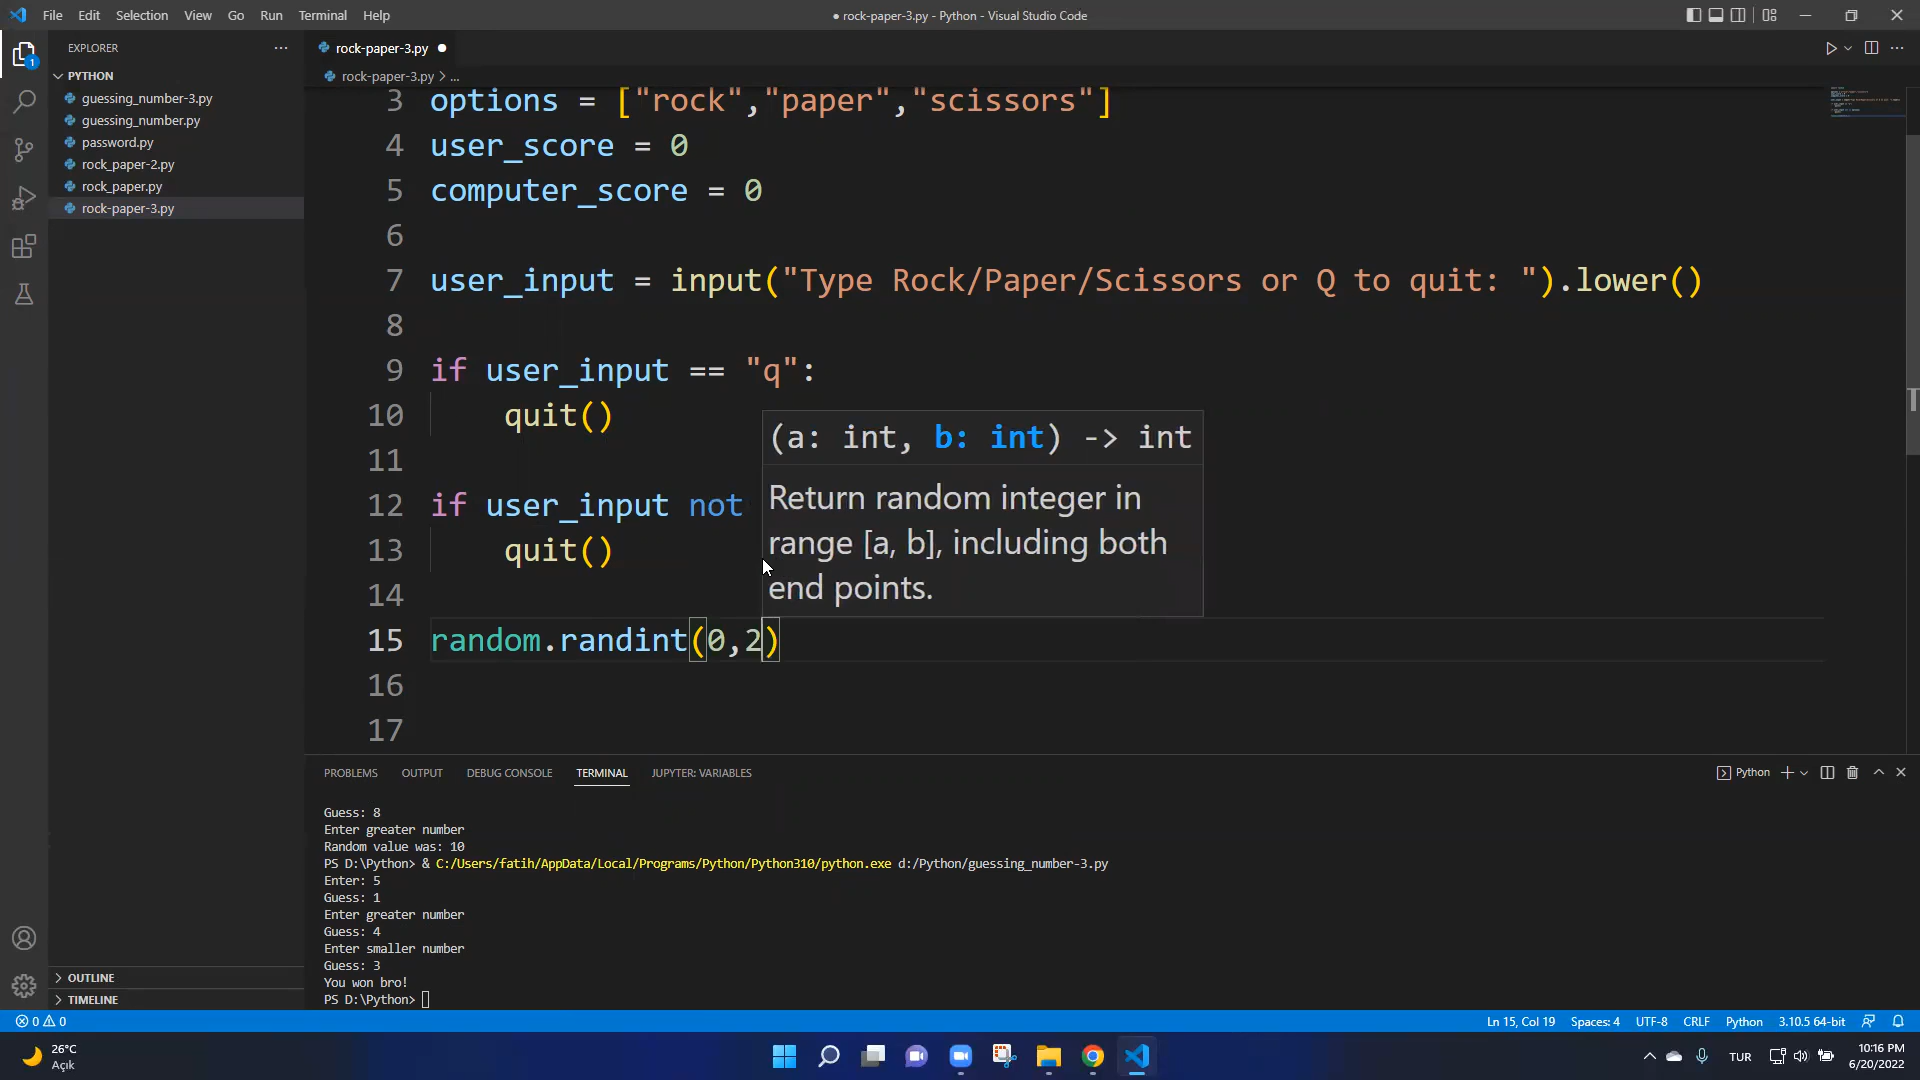 File Edit Selection View Go Run Terminal Help
● rock-paper-3.py - Python - Visual Studio Code
EXPLORER
PYTHON
guessing_number-3.py
guessing_number.py
password.py
rock_paper-2.py
rock_paper.py
rock-paper-3.py
OUTLINE
TIMELINE
1
rock-paper-3.py
rock-paper-3.py > ...
3 options = ["rock","paper","scissors"]
4 user_score = 0
5 computer_score = 0
6
7 user_input = input("Type Rock/Paper/Scissors or Q to quit: ").lower()
8
9 if user_input == "q":
10 quit()
11
12 if user_input not
13 quit()
14
15 random.randint(0,2)
16
17
(a: int, b: int) -> int
Return random integer in
range [a, b], including both
end points.
PROBLEMS OUTPUT DEBUG CONSOLE TERMINAL JUPYTER: VARIABLES
Python
Guess: 8
Enter greater number
Random value was: 10
PS D:\Python> & C:/Users/fatih/AppData/Local/Programs/Python/Python310/python.exe d:/Python/guessing_number-3.py
Enter: 5
Guess: 1
Enter greater number
Guess: 4
Enter smaller number
Guess: 3
You won bro!
PS D:\Python>
0 0
Ln 15, Col 19 Spaces: 4 UTF-8 CRLF Python 3.10.5 64-bit
26°C
Açık
TUR
10:16 PM
6/20/2022